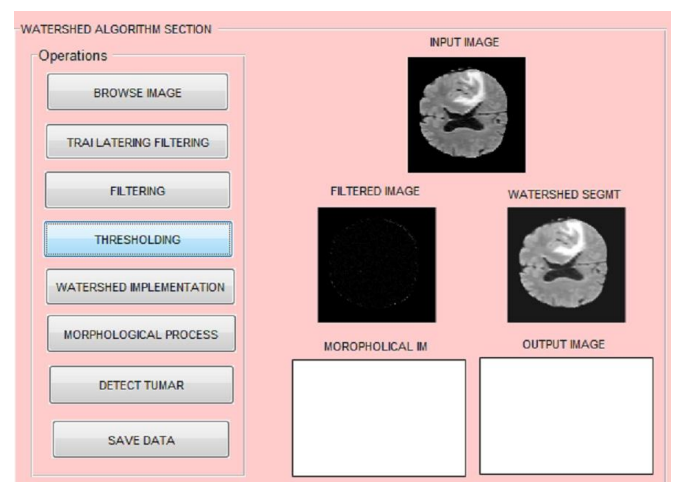 WATERSHED ALGORITHM SECTION
Operations
BROWSE IMAGE
TRAI LATERING FILTERING
FILTERING
THRESHOLDING
WATERSHED IMPLEMENTATION
MORPHOLOGICAL PROCESS
DETECT TUMAR
SAVE DATA
INPUT IMAGE
FILTERED IMAGE
WATERSHED SEGMT
MOROPHOLICAL IM
OUTPUT IMAGE